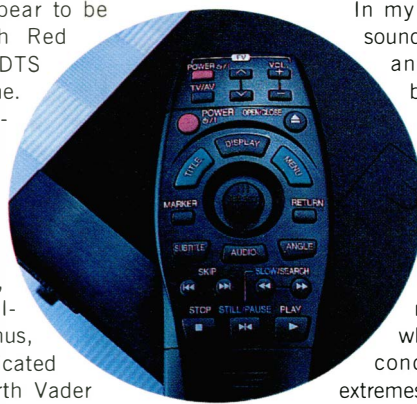 ppear to be
h Red
DTS
ne.
-
,
l-
nus,
cated
rth Vader
TV
POWER VOL
TV/AV
POWER OPEN/CLOSE
DISPLAY
TITLE MENU
MARKER RETURN
SUBTITLE AUDIO ANGLE
SKIP SLOW/SEARCH
STOP STILL/PAUSE PLAY
In my
sound
an
b
r
wh
conc
extremes